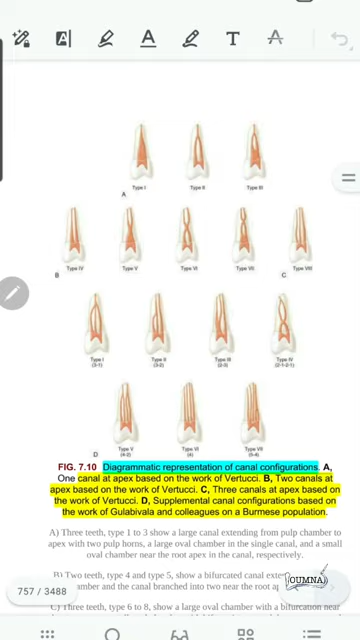 A
T
A
Type I
Type II
Type III
A
Type IV
Type V
Type VI
Type VII
Type VIII
B
C
Type I
(3-1)
Type II
(3-2)
Type III
(2-3)
Type IV
(2-1-2-1)
Type V
(4-2)
Type VI
(4)
Type VII
(5-4)
D
FIG. 7.10 Diagrammatic representation of canal configurations. A,
One canal at apex based on the work of Vertucci. B, Two canals at
apex based on the work of Vertucci. C, Three canals at apex based on
the work of Vertucci. D, Supplemental canal configurations based on
the work of Gulabivala and colleagues on a Burmese population.
A) Three teeth, type 1 to 3 show a large canal extending from pulp chamber to
apex with two pulp horns, a large oval chamber in the single canal, and a small
oval chamber near the root apex in the canal, respectively.
B) Two teeth, type 4 and type 5, show a bifurcated canal
and the canal branched into two near the root
757 / 3488
OUMNA
C) Three teeth, type 6 to 8, show a large chamber with a bifurcation near